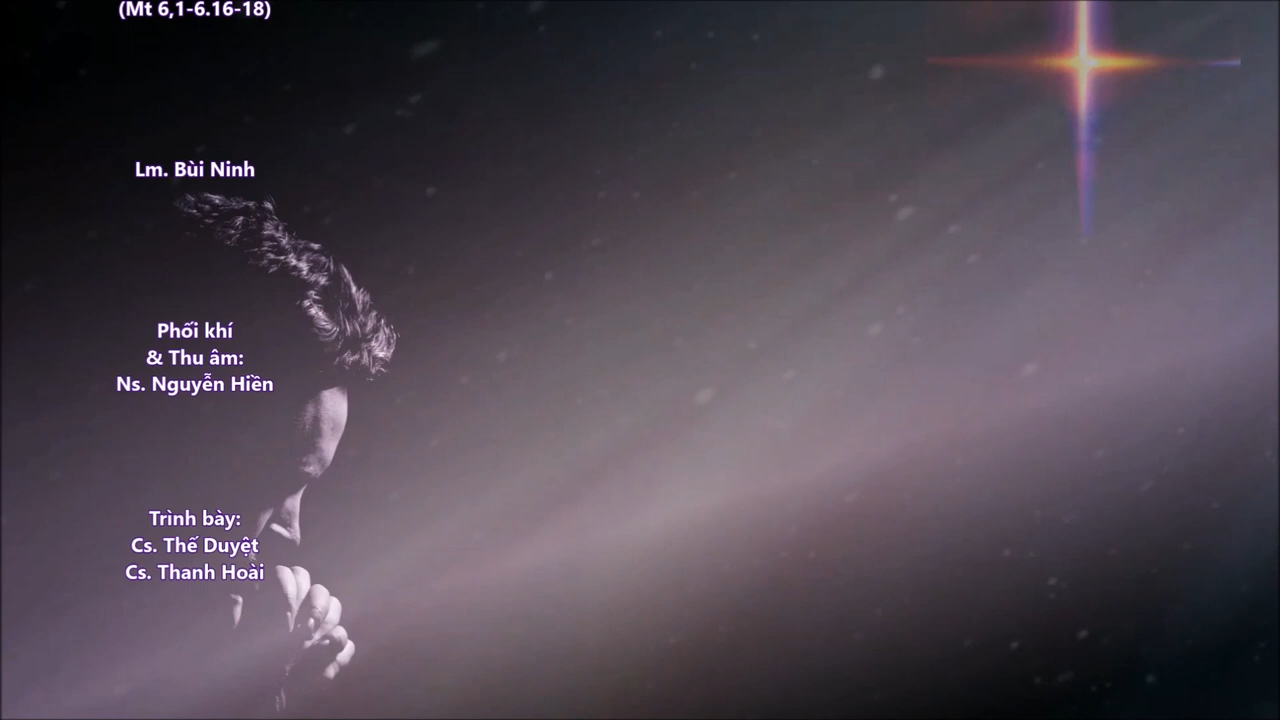 (Mt 6,1-6.16-18)
Lm. Bùi Ninh
Phối khí
& Thu âm:
Ns. Nguyễn Hiền
Trình bày:
Cs. Thế Duyệt
Cs. Thanh Hoài